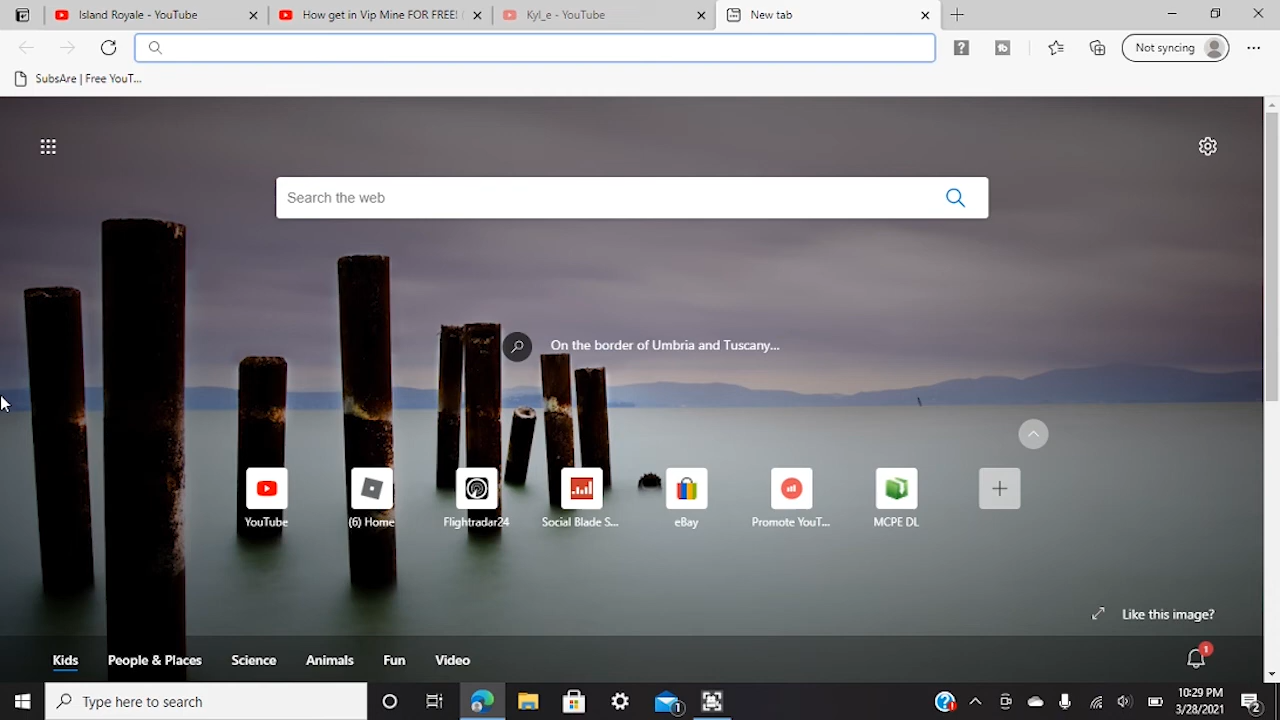 Island Royale - YouTube
How get in Vip Mine FOR FREE! (
Kyl_e - YouTube
New tab
Not syncing
SubsAre | Free YouT...
Search the web
On the border of Umbria and Tuscany...
YouTube
(6) Home
Flightradar24
Social Blade S...
eBay
Promote YouT...
MCPE DL
Like this image?
Kids
People & Places
Science
Animals
Fun
Video
1
Type here to search
1
10:29 PM
3/28/2021
2